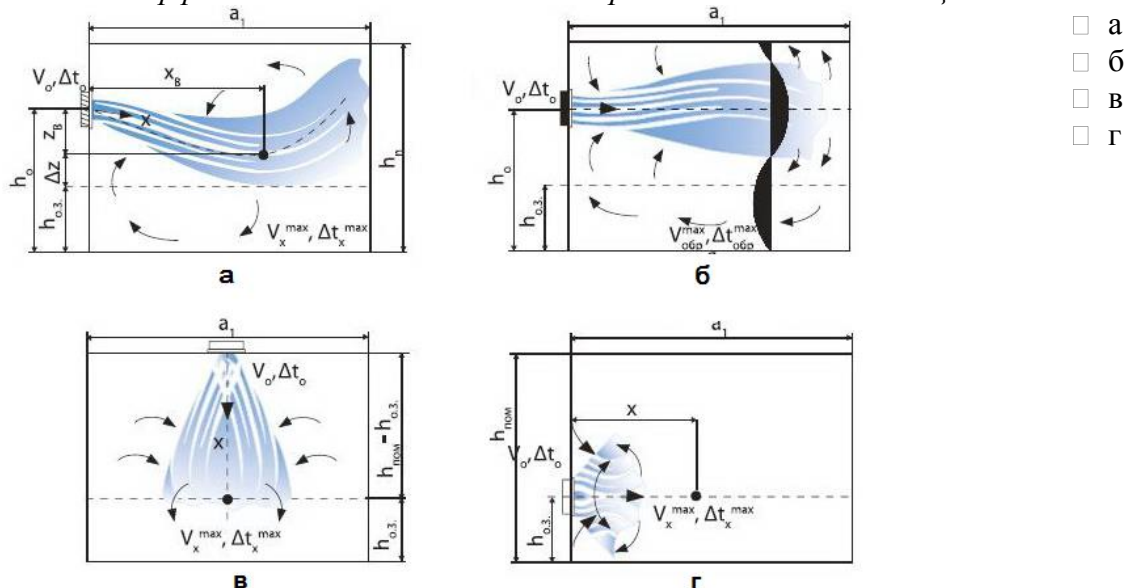 a₁
V₀,Δt₀
x_в
x
z_в
Δz
h₀
h_о.з.
h_п
V_x^max, Δt_x^max
а
a₁
V₀,Δt₀
h₀
h_о.з.
V_обр^max, Δt_обр^max
б
a₁
V₀,Δt₀
x
h_пом - h_о.з.
h_о.з.
V_x^max, Δt_x^max
в
x
h_пом
V₀,Δt₀
h_о.з.
V_x^max, Δt_x^max
г
а
б
в
г